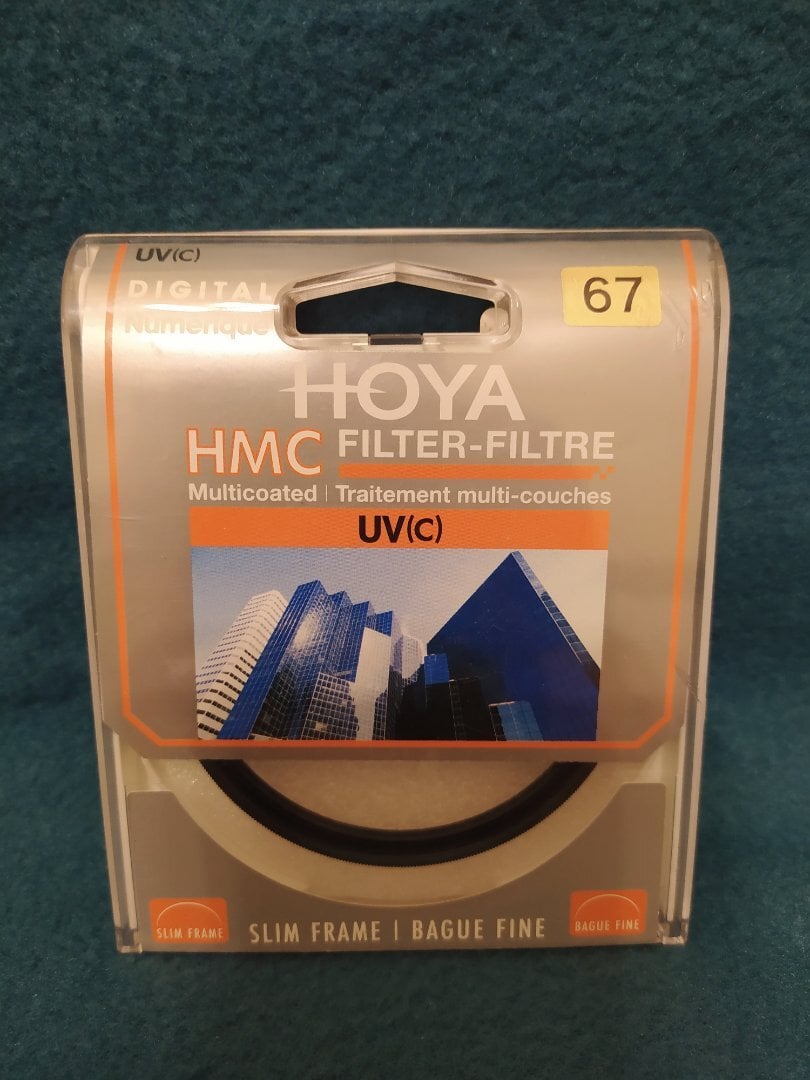 UV(C)
DIGITAL
Numérique
67
HOYA
HMC FILTER-FILTRE
Multicoated | Traitement multi-couches
UV(C)
SLIM FRAME
SLIM FRAME | BAGUE FINE
BAGUE FINE